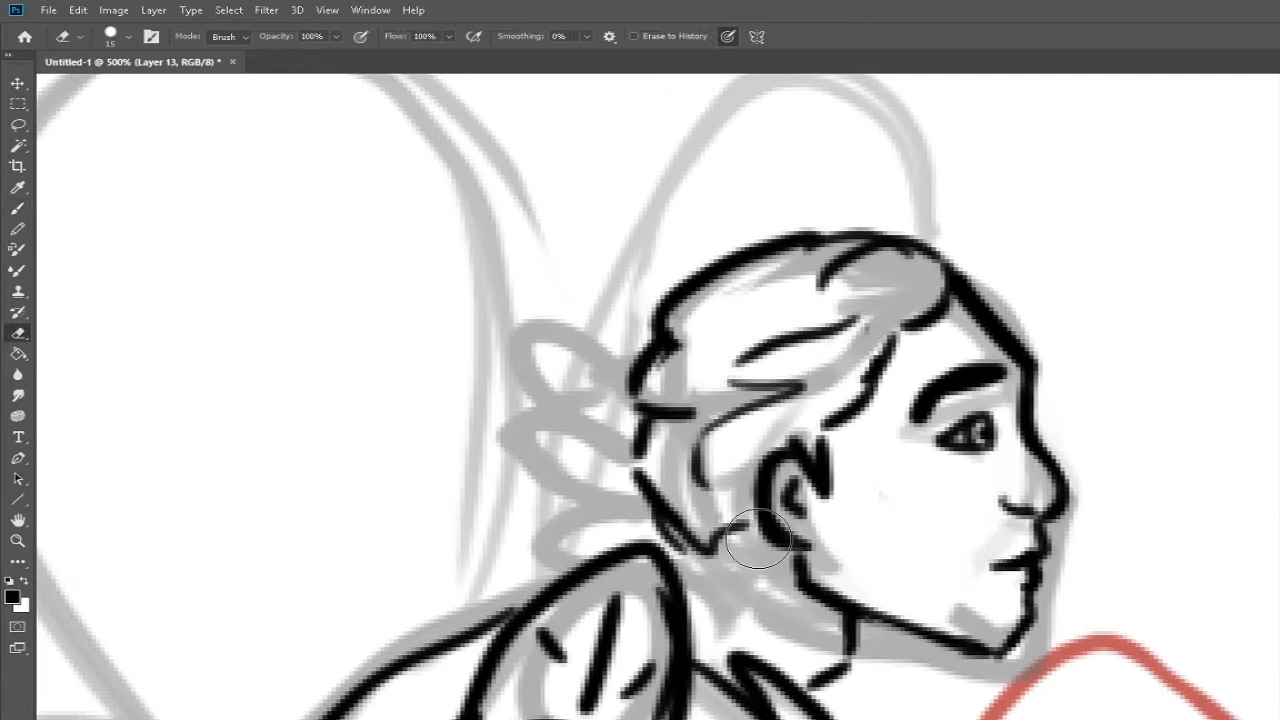 Ps File Edit Image Layer Type Select Filter 3D View Window Help
15 Mode: Brush Opacity: 100% Flow: 100% Smoothing: 0% Erase to History
Untitled-1 @ 500% (Layer 13, RGB/8) * ×
T